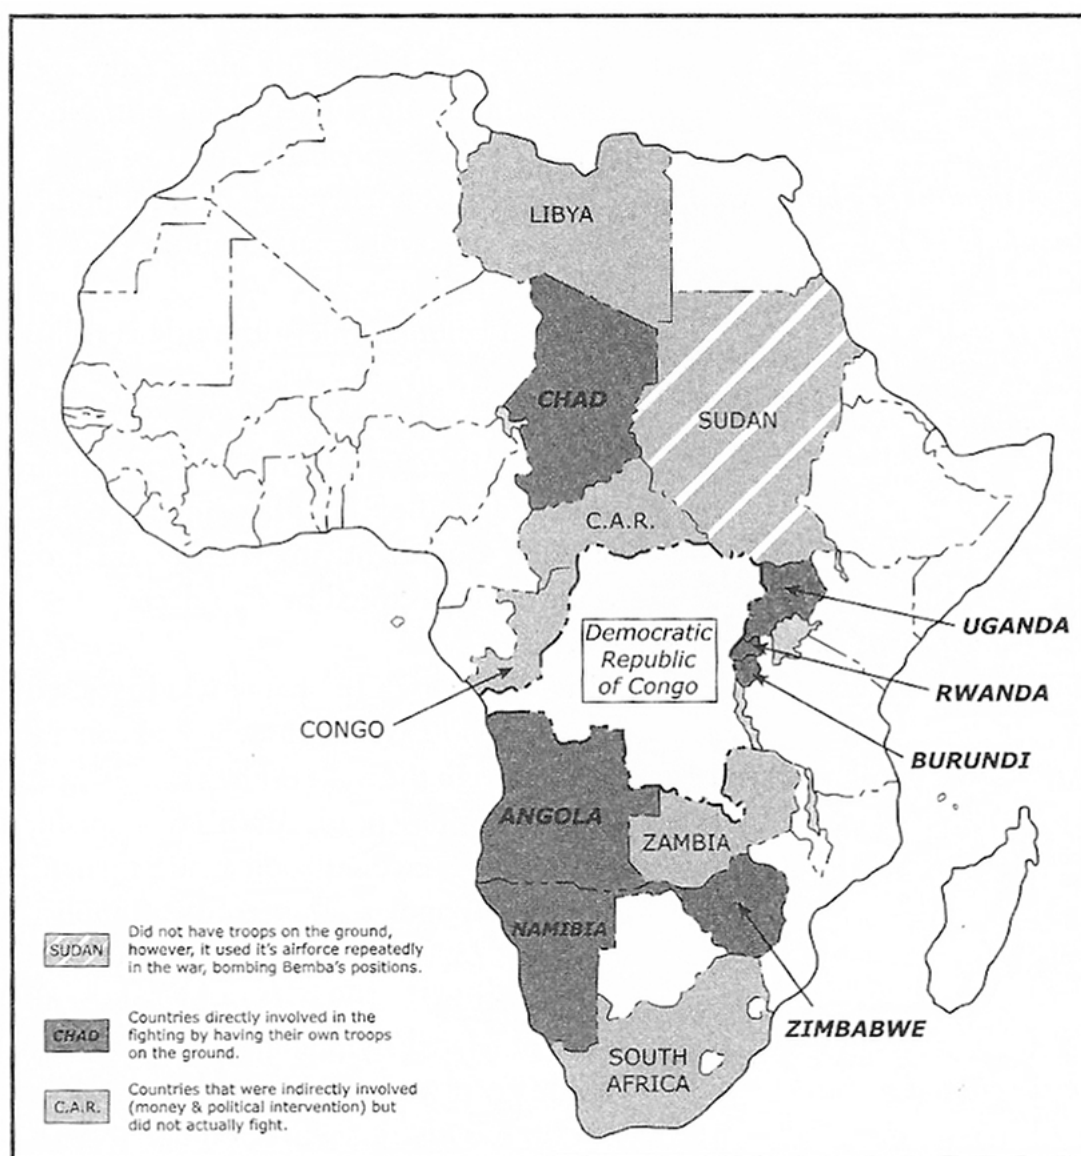 LIBYA
CHAD
SUDAN
C.A.R.
UGANDA
Democratic
Republic
of Congo
RWANDA
CONGO
BURUNDI
ANGOLA
ZAMBIA
NAMIBIA
ZIMBABWE
SOUTH
AFRICA
SUDAN
Did not have troops on the ground,
however, it used it's airforce repeatedly
in the war, bombing Bemba's positions.
CHAD
Countries directly involved in the
fighting by having their own troops
on the ground.
C.A.R.
Countries that were indirectly involved
(money & political intervention) but
did not actually fight.